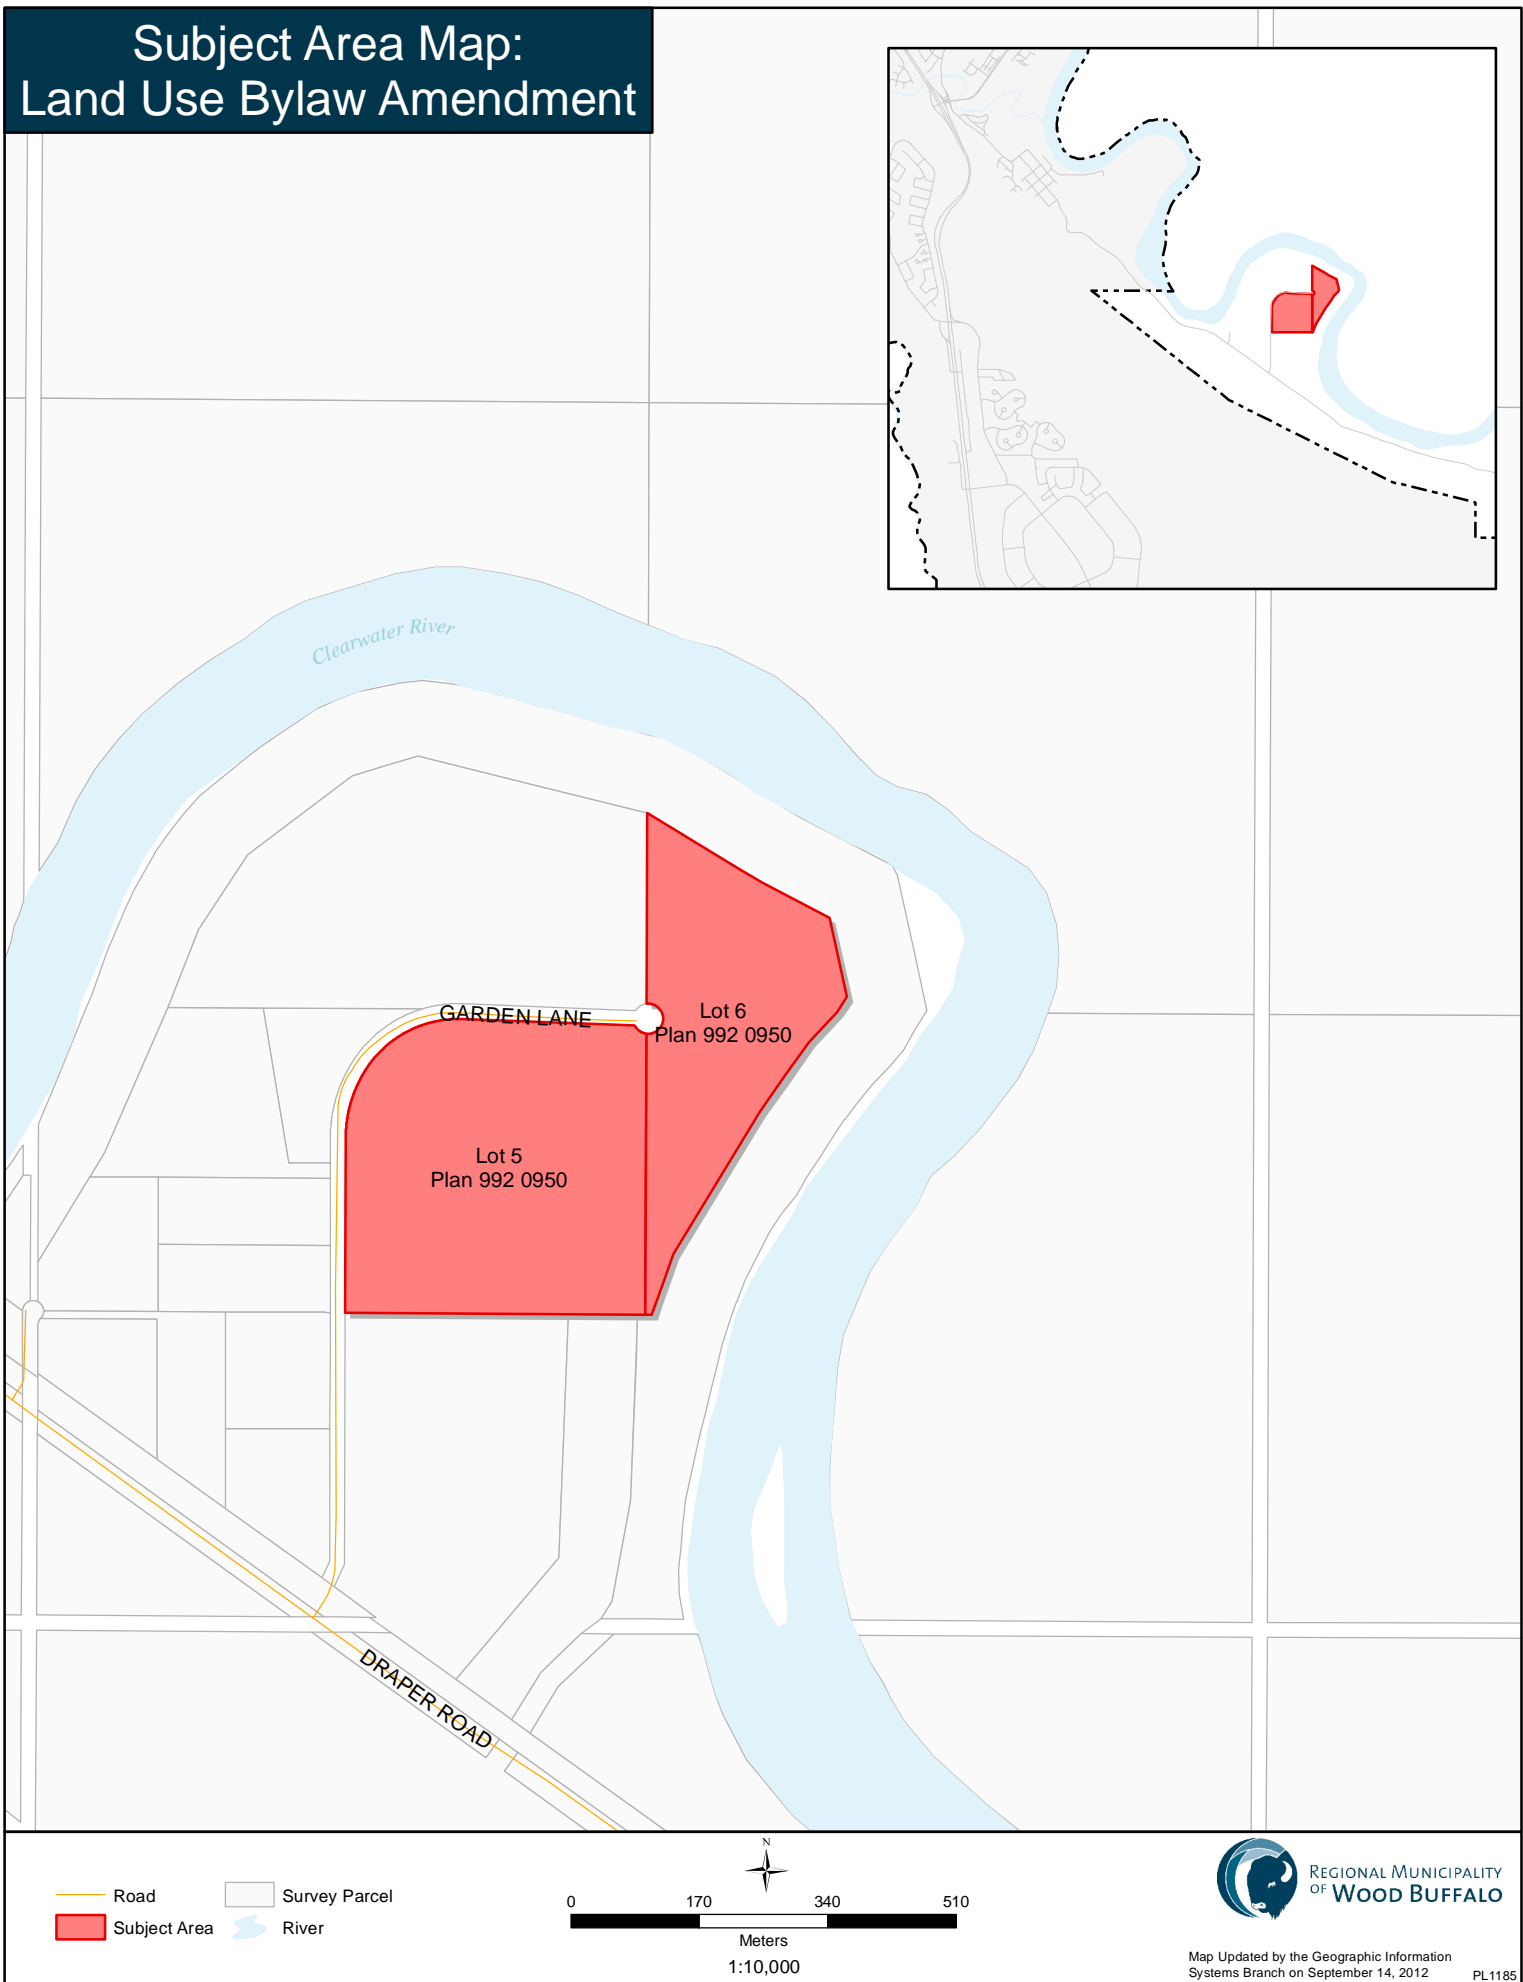 Subject Area Map:
Land Use Bylaw Amendment
Clearwater River
GARDEN LANE
Lot 6
Plan 992 0950
Lot 5
Plan 992 0950
DRAPER ROAD
Road
Survey Parcel
Subject Area
River
N
0 170 340 510
Meters
1:10,000
REGIONAL MUNICIPALITY
OF WOOD BUFFALO
Map Updated by the Geographic Information
Systems Branch on September 14, 2012
PL1185